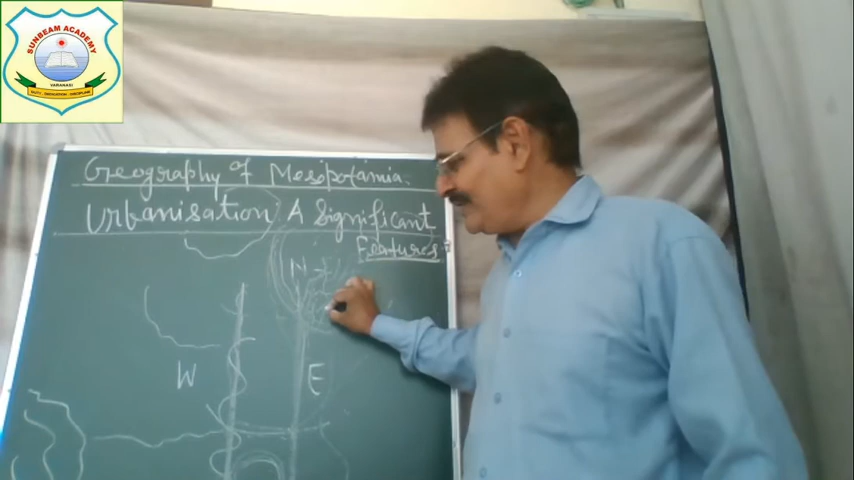 SUNBEAM ACADEMY
VARANASI
Geography of Mesopotamia.
Urbanisation A Significant
Features
N
W
E